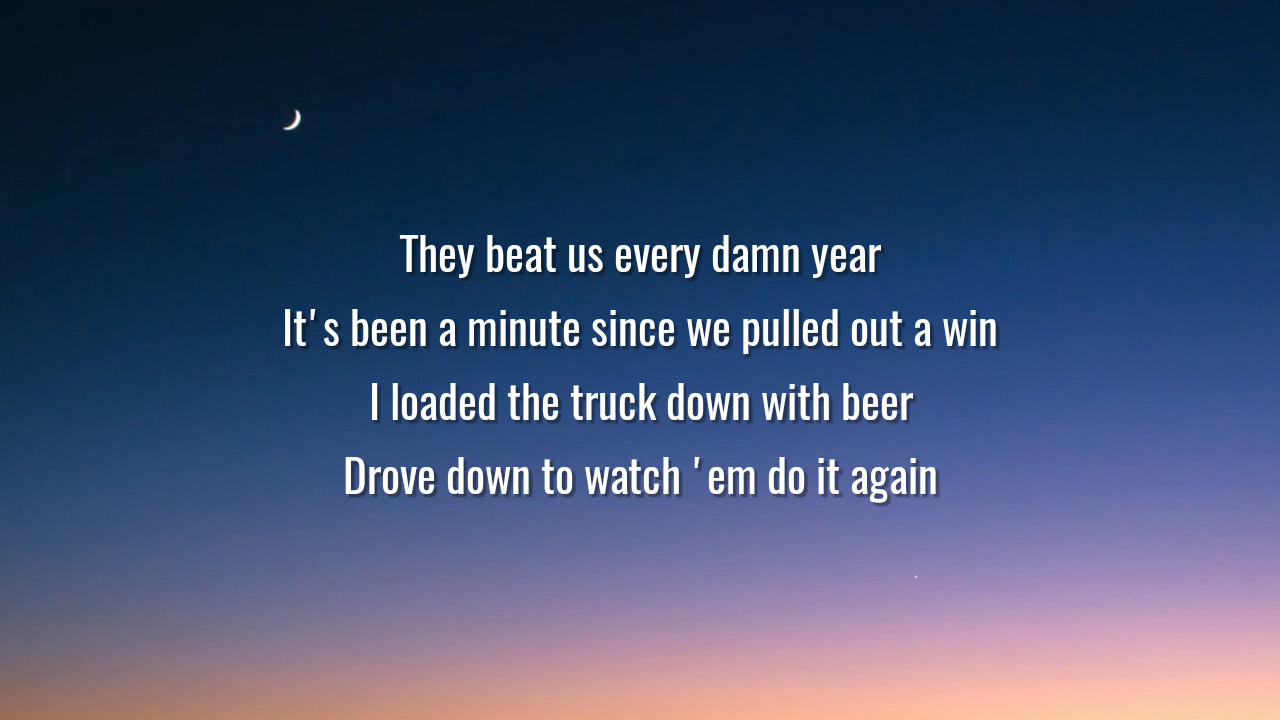 They beat us every damn year
It's been a minute since we pulled out a win
I loaded the truck down with beer
Drove down to watch 'em do it again